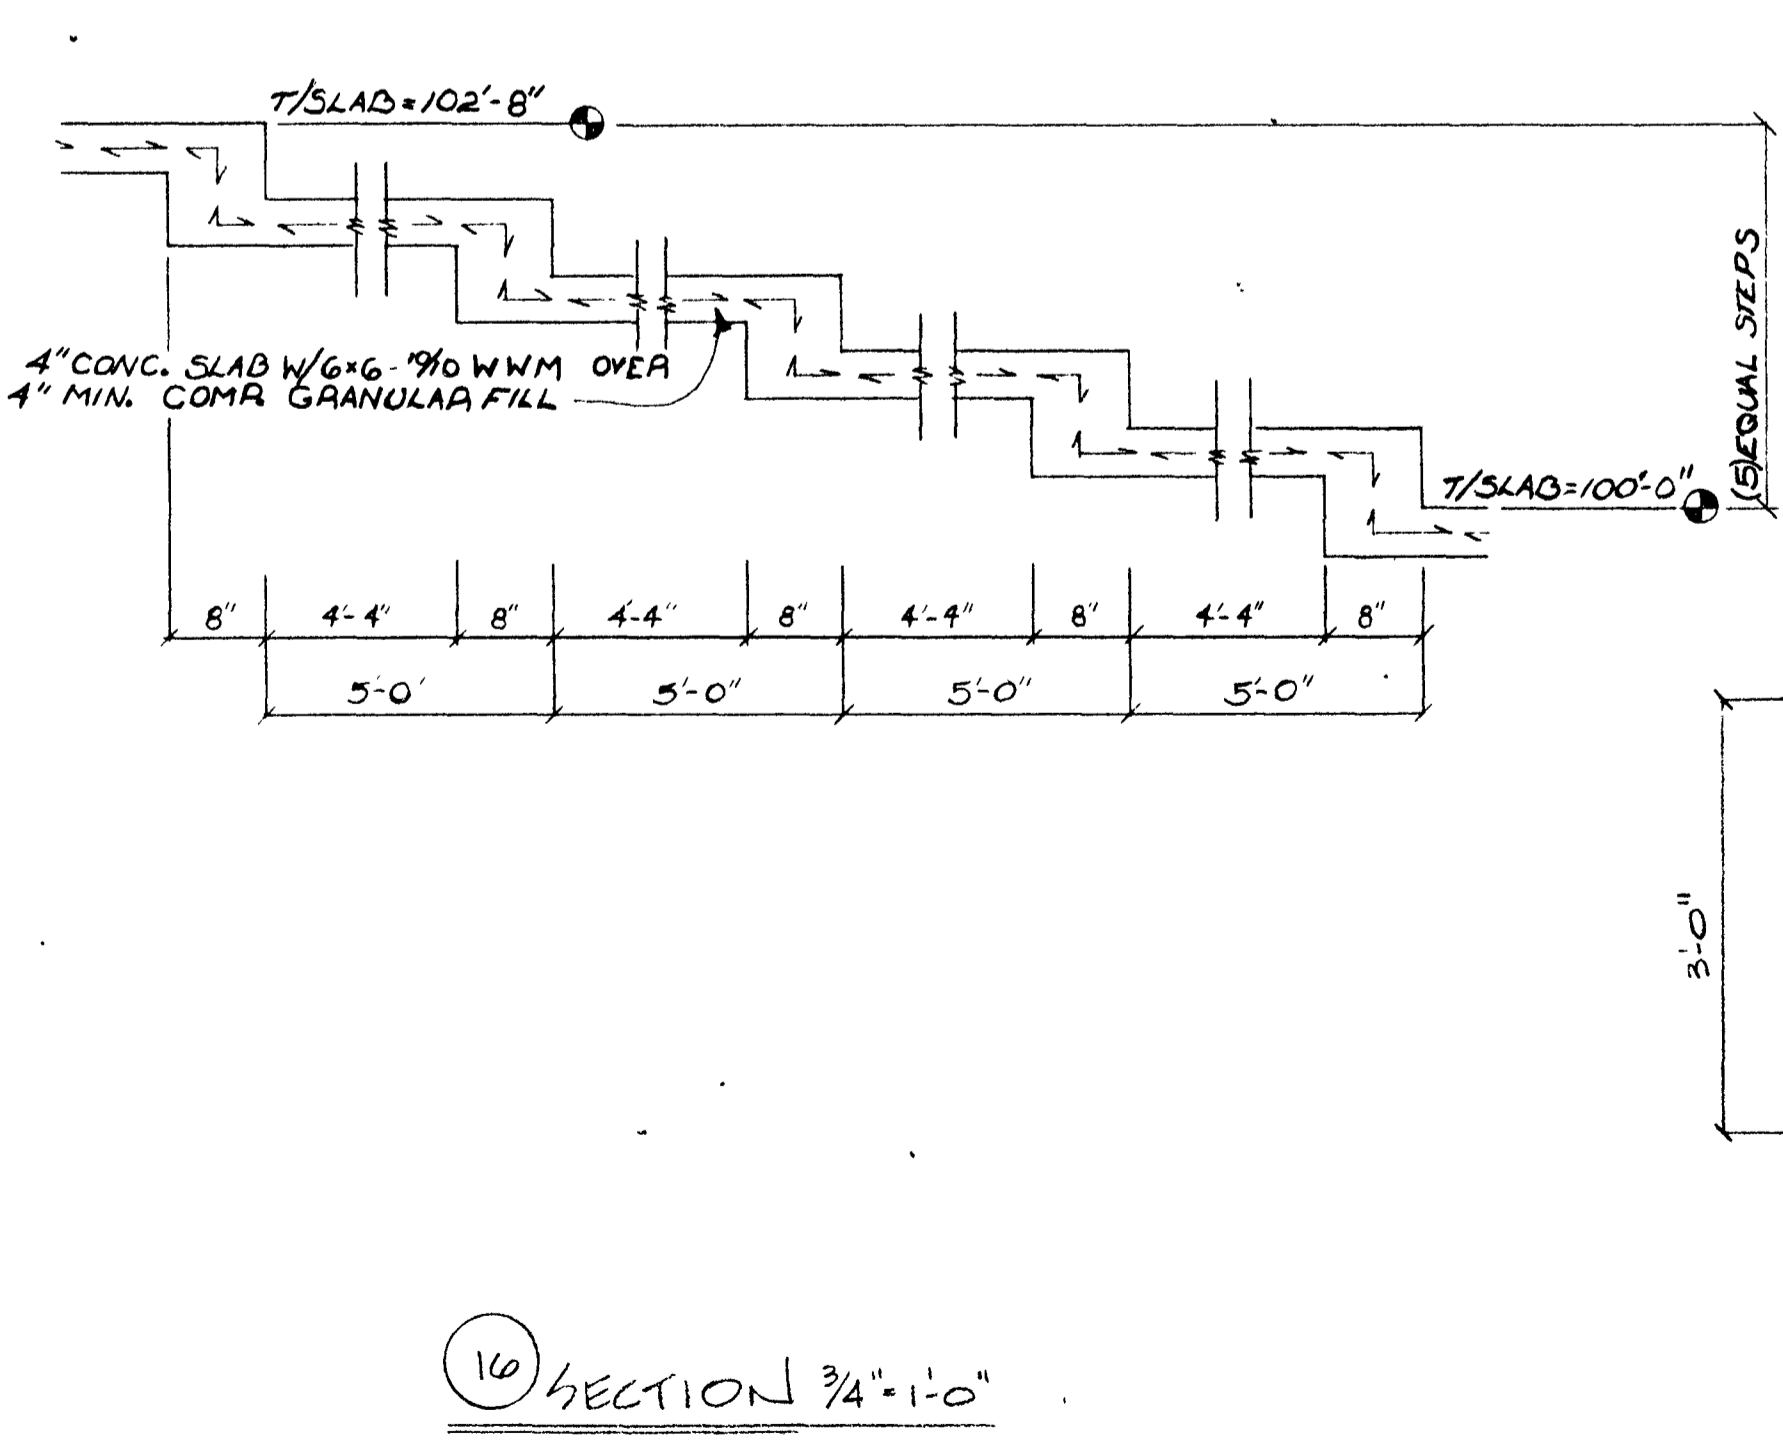 T/SLAB=102'-8"
4" CONC. SLAB W/6x6-10/10 WWM OVER
4" MIN. COMP. GRANULAR FILL
(5) EQUAL STEPS
T/SLAB=100'-0"
8" 4'-4" 8" 4'-4" 8" 4'-4" 8" 4'-4" 8"
5'-0' 5'-0" 5'-0" 5'-0"
3'-0"
16 SECTION 3/4"=1'-0"